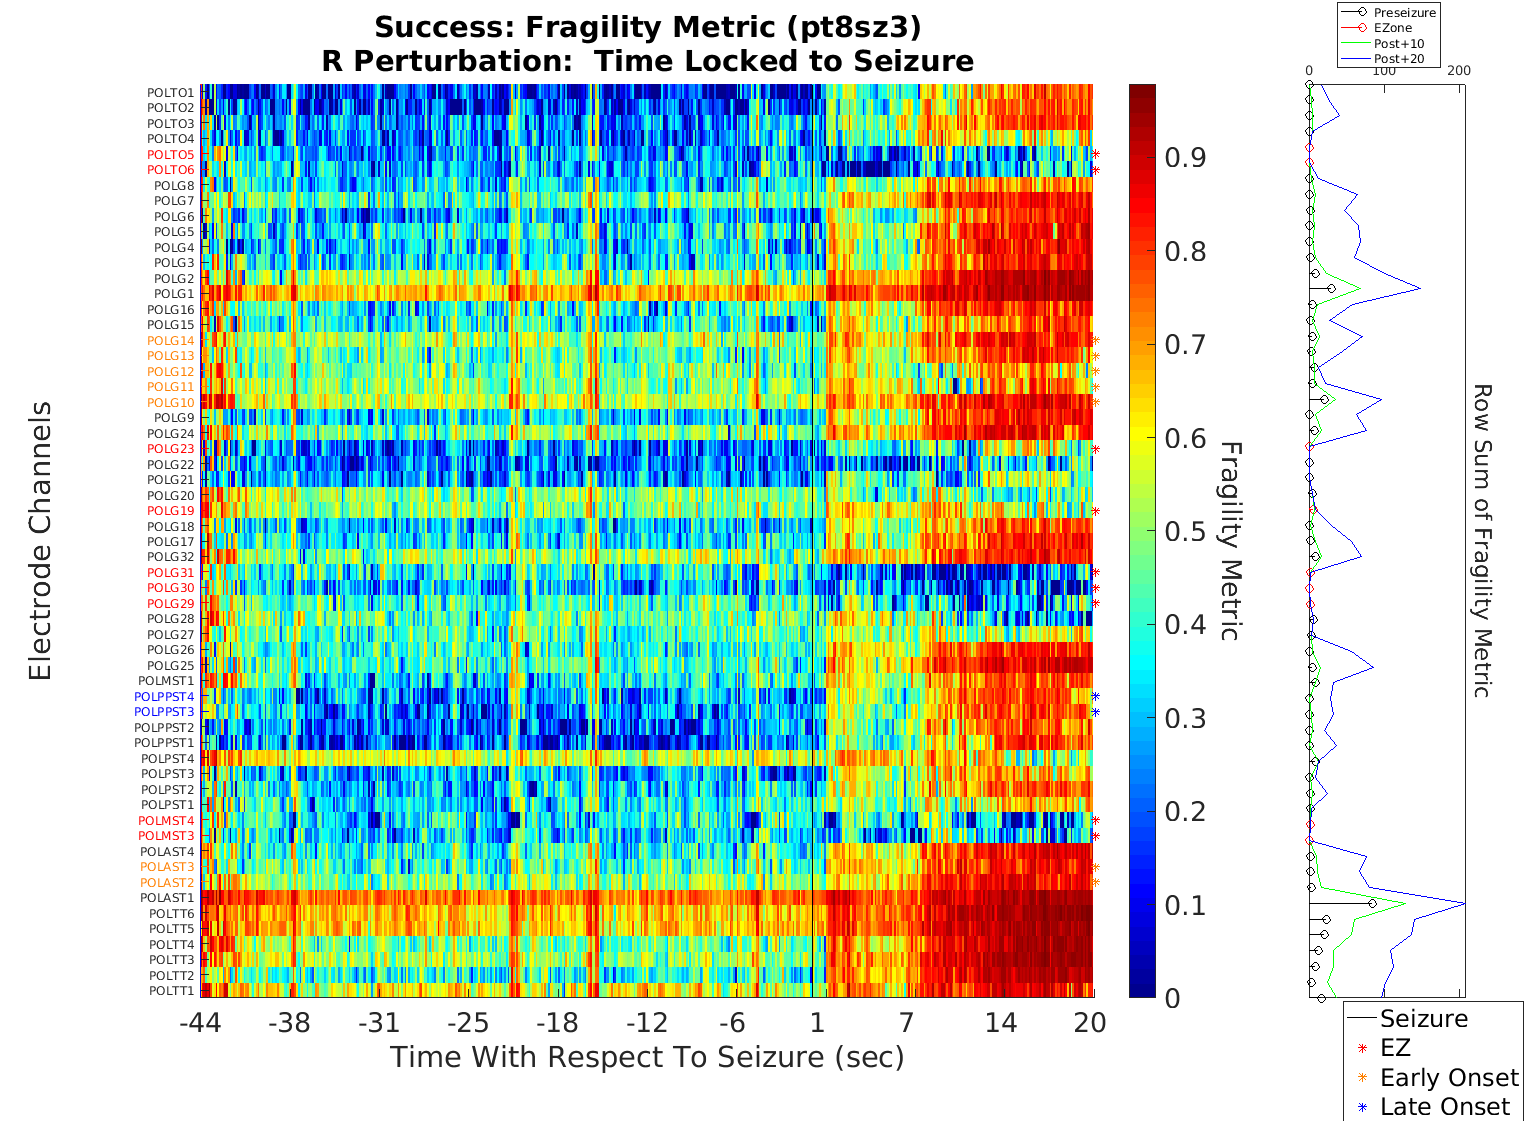 Success: Fragility Metric (pt8sz3)
R Perturbation:  Time Locked to Seizure
Preseizure
EZone
Post+10
Post+20
0 100 200
Electrode Channels
POLTO1
POLTO2
POLTO3
POLTO4
POLTO5
POLTO6
POLG8
POLG7
POLG6
POLG5
POLG4
POLG3
POLG2
POLG1
POLG16
POLG15
POLG14
POLG13
POLG12
POLG11
POLG10
POLG9
POLG24
POLG23
POLG22
POLG21
POLG20
POLG19
POLG18
POLG17
POLG32
POLG31
POLG30
POLG29
POLG28
POLG27
POLG26
POLG25
POLMST1
POLPPST4
POLPPST3
POLPPST2
POLPPST1
POLPST4
POLPST3
POLPST2
POLPST1
POLMST4
POLMST3
POLAST4
POLAST3
POLAST2
POLAST1
POLTT6
POLTT5
POLTT4
POLTT3
POLTT2
POLTT1
-44 -38 -31 -25 -18 -12 -6 1 7 14 20
Time With Respect To Seizure (sec)
0.9
0.8
0.7
0.6
0.5
0.4
0.3
0.2
0.1
0
Fragility Metric
Row Sum of Fragility Metric
Seizure
EZ
Early Onset
Late Onset